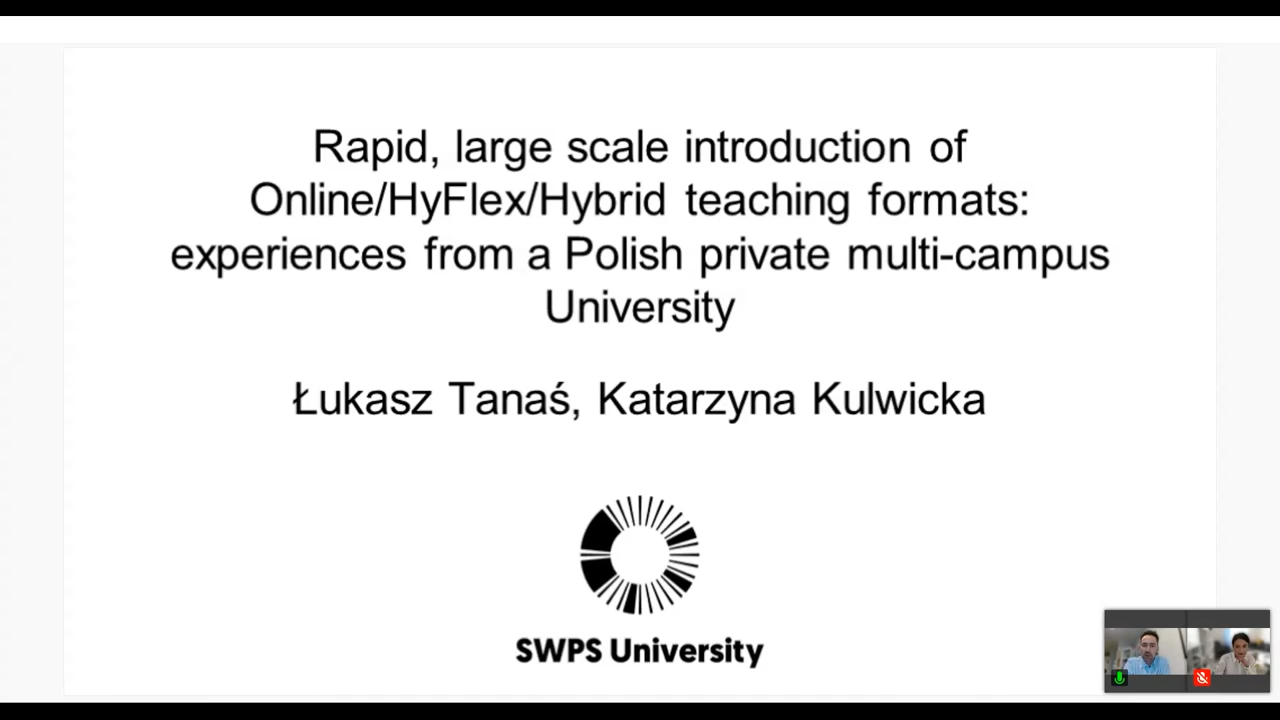 Rapid, large scale introduction of
Online/HyFlex/Hybrid teaching formats:
experiences from a Polish private multi-campus
University
Łukasz Tanaś, Katarzyna Kulwicka
SWPS University